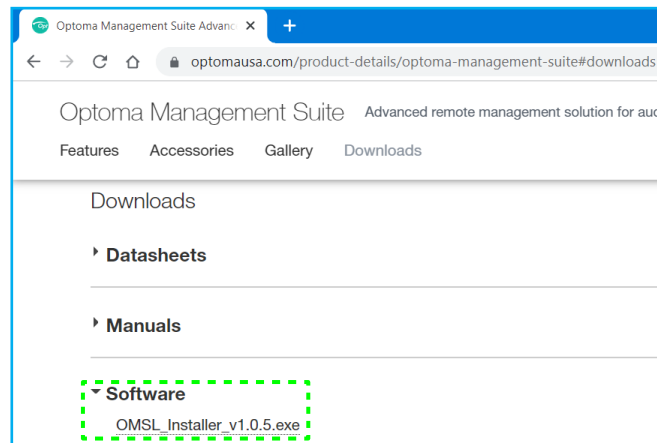 Optoma Management Suite Advanc
optomausa.com/product-details/optoma-management-suite#downloads
Optoma Management Suite Advanced remote management solution for aud
Features Accessories Gallery Downloads
Downloads
Datasheets
Manuals
Software
OMSL_Installer_v1.0.5.exe